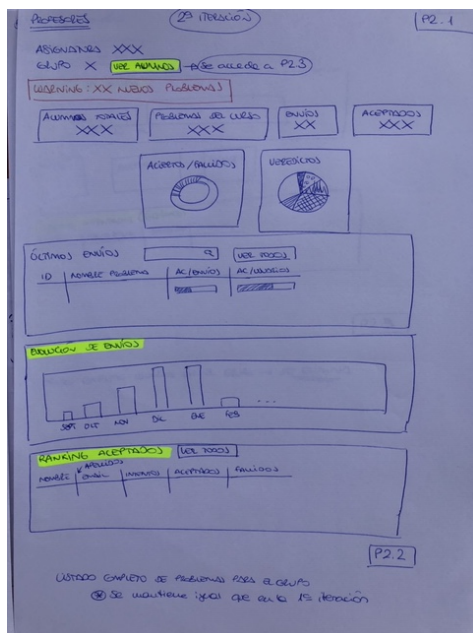 PROFESORES
2ª ITERACIÓN
P2.1
ASIGNATURA XXX
GRUPO X VER ALUMNOS → Se accede a P2.3
WARNING: XX NUEVOS PROBLEMAS
ALUMNOS TOTALES
XXX
PROBLEMAS DEL CURSO
XXX
ENVÍOS
XX
ACEPTADOS
XXX
ACIERTOS/FALLIDOS
VEREDICTOS
ÚLTIMOS ENVÍOS
VER TODOS
ID NOMBRE PROBLEMA AC/ENVÍOS AC/USUARIOS
EVOLUCIÓN DE ENVÍOS
SEPT OCT NOV DIC ENE FEB ...
RANKING ACEPTADOS VER TODOS
APELLIDOS
NOMBRE EMAIL INTENTOS ACEPTADOS FALLIDOS
P2.2
LISTADO COMPLETO DE PROBLEMAS PARA EL GRUPO
Se mantiene igual que en la 1ª iteración